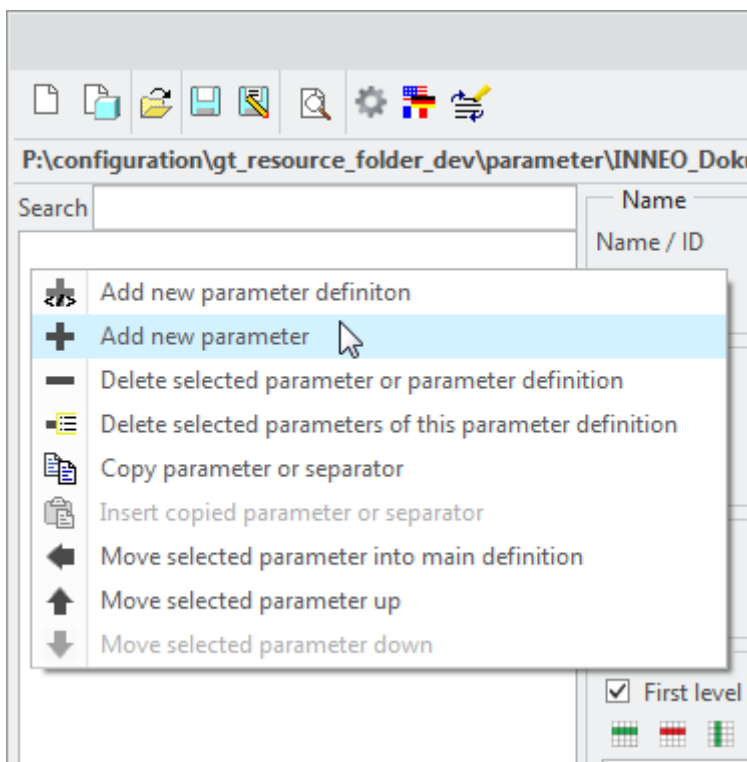 P:\configuration\gt_resource_folder_dev\parameter\INNEO_Dok
Search
Name
Name / ID
Add new parameter definiton
Add new parameter
Delete selected parameter or parameter definition
Delete selected parameters of this parameter definition
Copy parameter or separator
Insert copied parameter or separator
Move selected parameter into main definition
Move selected parameter up
Move selected parameter down
First level